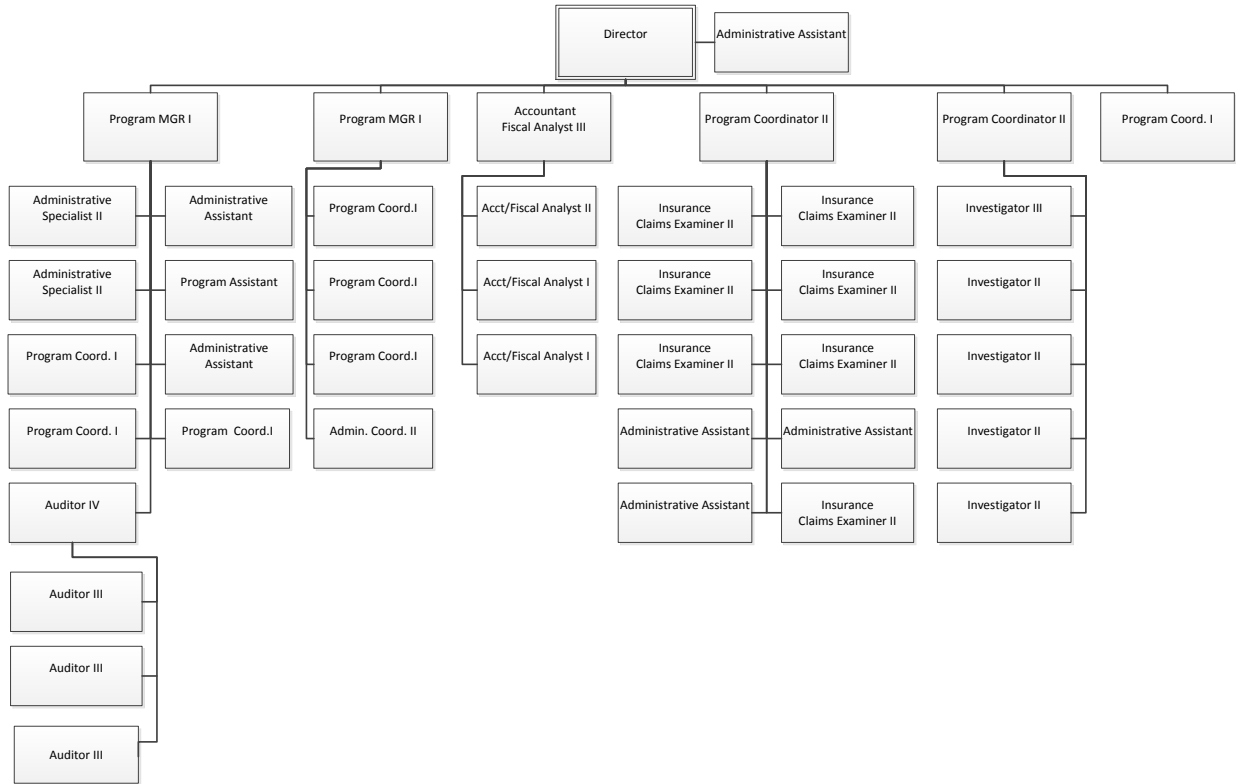 Director
Administrative Assistant
Program MGR I
Program MGR I
Accountant
Fiscal Analyst III
Program Coordinator II
Program Coordinator II
Program Coord. I
Administrative
Specialist II
Administrative
Assistant
Program Coord.I
Acct/Fiscal Analyst II
Insurance
Claims Examiner II
Insurance
Claims Examiner II
Investigator III
Administrative
Specialist II
Program Assistant
Program Coord.I
Acct/Fiscal Analyst I
Insurance
Claims Examiner II
Insurance
Claims Examiner II
Investigator II
Program Coord. I
Administrative
Assistant
Program Coord.I
Acct/Fiscal Analyst I
Insurance
Claims Examiner II
Insurance
Claims Examiner II
Investigator II
Program Coord. I
Program  Coord.I
Admin. Coord. II
Administrative Assistant
Administrative Assistant
Investigator II
Auditor IV
Administrative Assistant
Insurance
Claims Examiner II
Investigator II
Auditor III
Auditor III
Auditor III